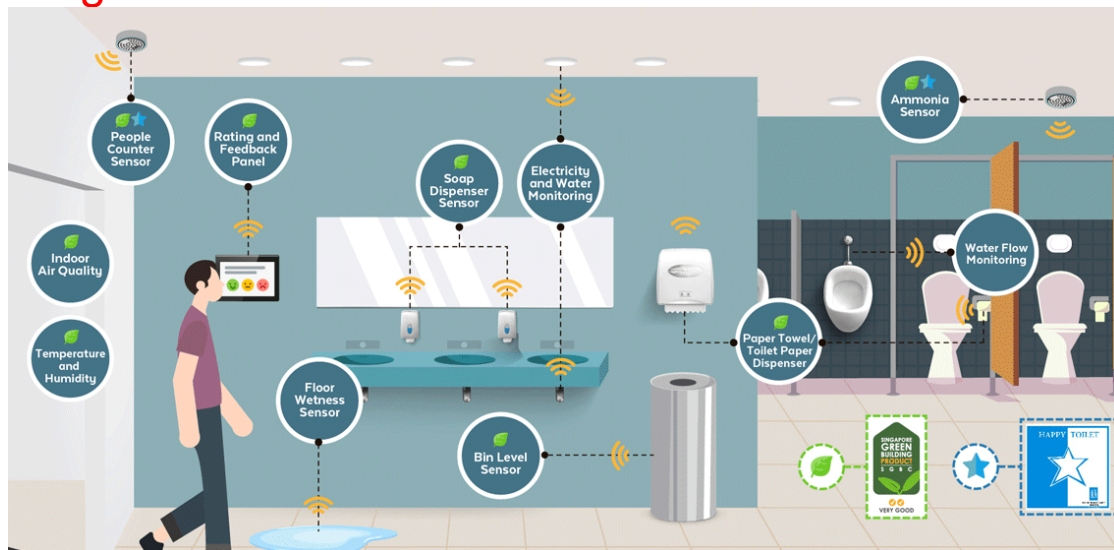 People
Counter
Sensor
Rating and
Feedback
Panel
Soap
Dispenser
Sensor
Electricity
and Water
Monitoring
Ammonia
Sensor
Indoor
Air Quality
Water Flow
Monitoring
Temperature
and
Humidity
Paper Towel/
Toilet Paper
Dispenser
Floor
Wetness
Sensor
Bin Level
Sensor
SINGAPORE
GREEN
BUILDING
PRODUCT
S G B C
VERY GOOD
HAPPY TOILET